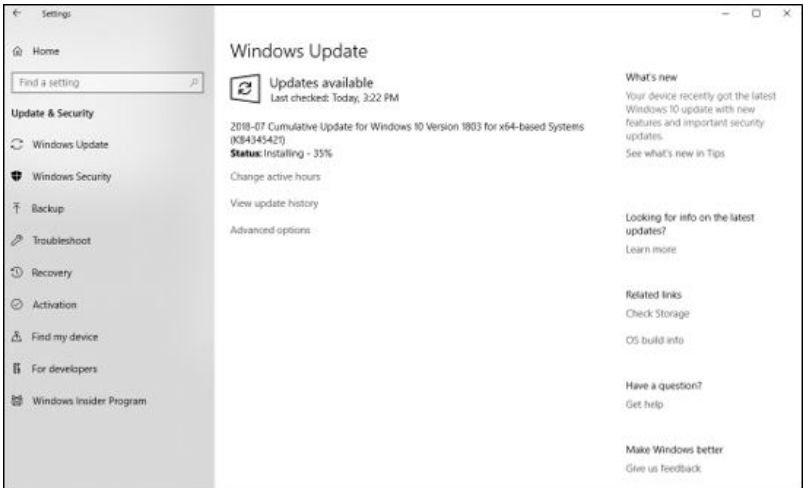 Settings
Home
Find a setting
Update & Security
Windows Update
Windows Security
Backup
Troubleshoot
Recovery
Activation
Find my device
For developers
Windows Insider Program
Windows Update
Updates available
Last checked: Today, 3:22 PM
2018-07 Cumulative Update for Windows 10 Version 1803 for x64-based Systems
(KB4345421)
Status: Installing - 35%
Change active hours
View update history
Advanced options
What's new
Your device recently got the latest
Windows 10 update with new
features and important security
updates.
See what's new in Tips
Looking for info on the latest
updates?
Learn more
Related links
Check Storage
OS build info
Have a question?
Get help
Make Windows better
Give us feedback